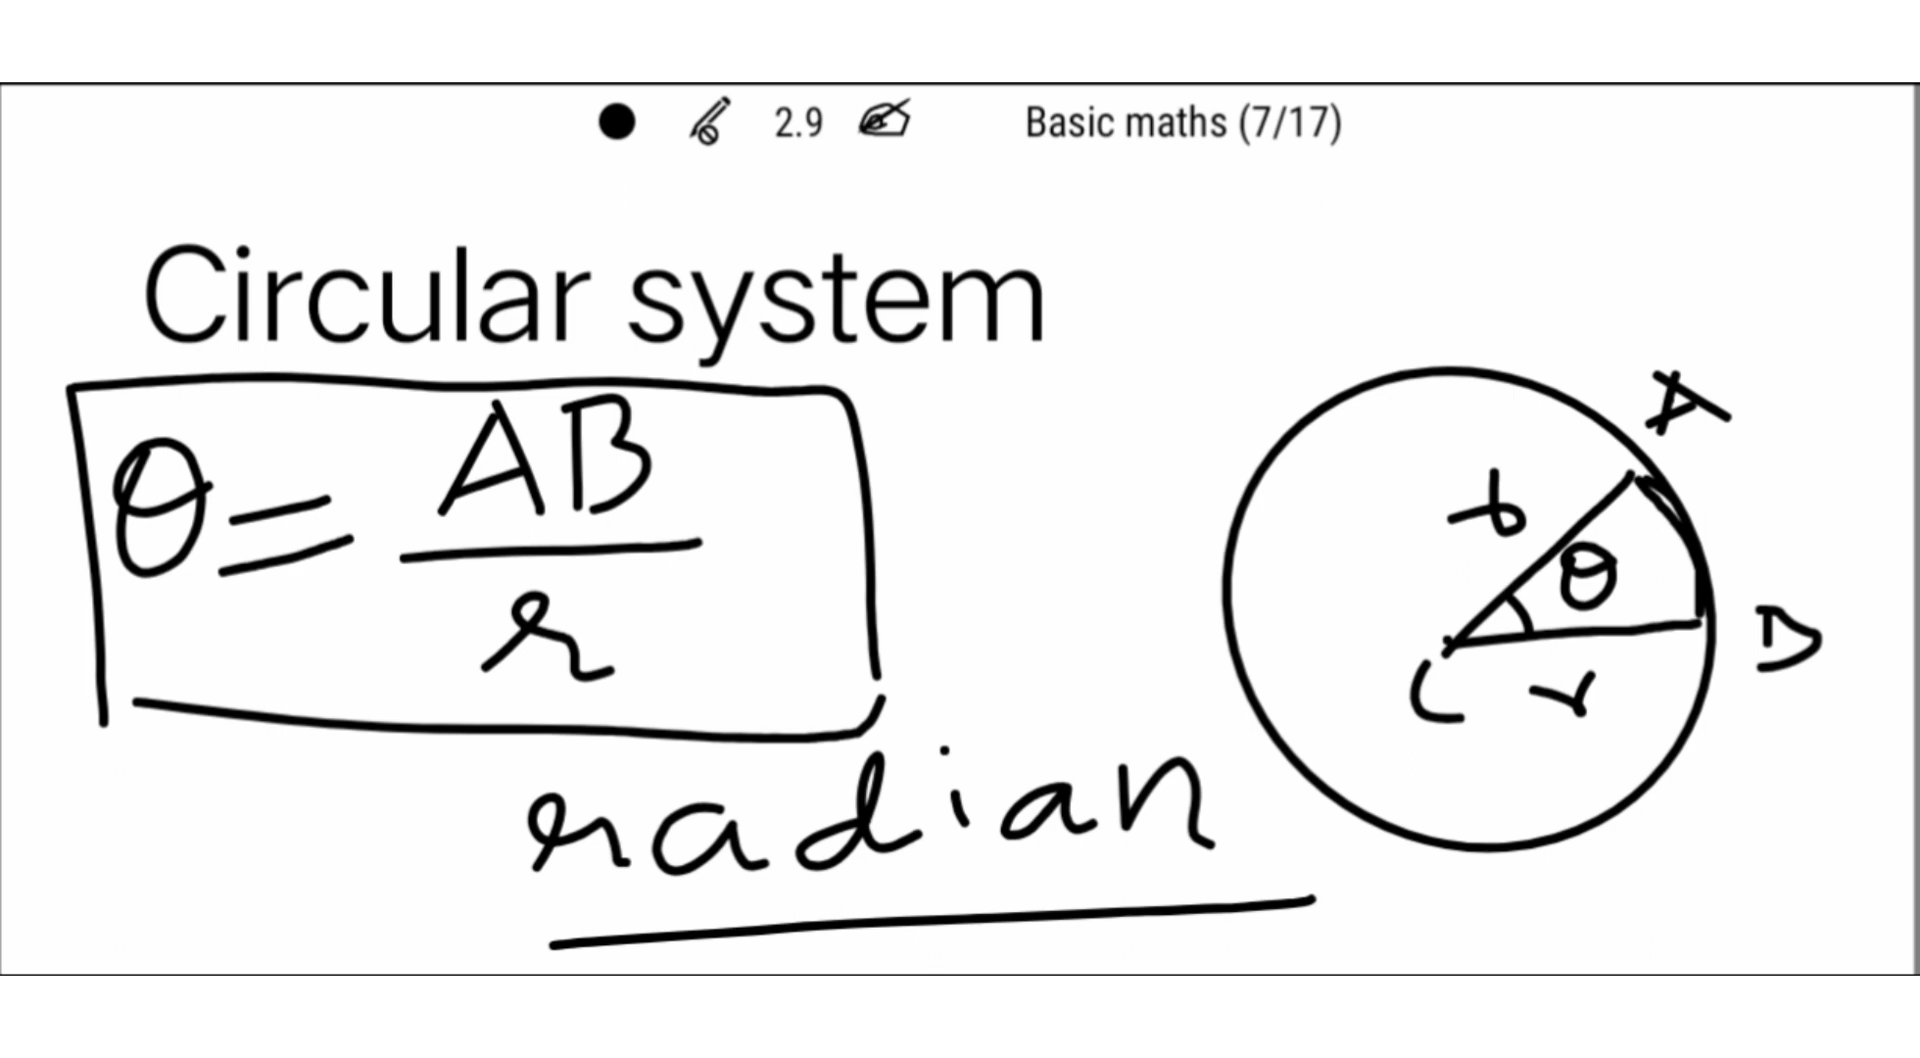 2.9 Basic maths (7/17)
Circular system
θ = AB
r
radian
A
r
θ
D
C
r